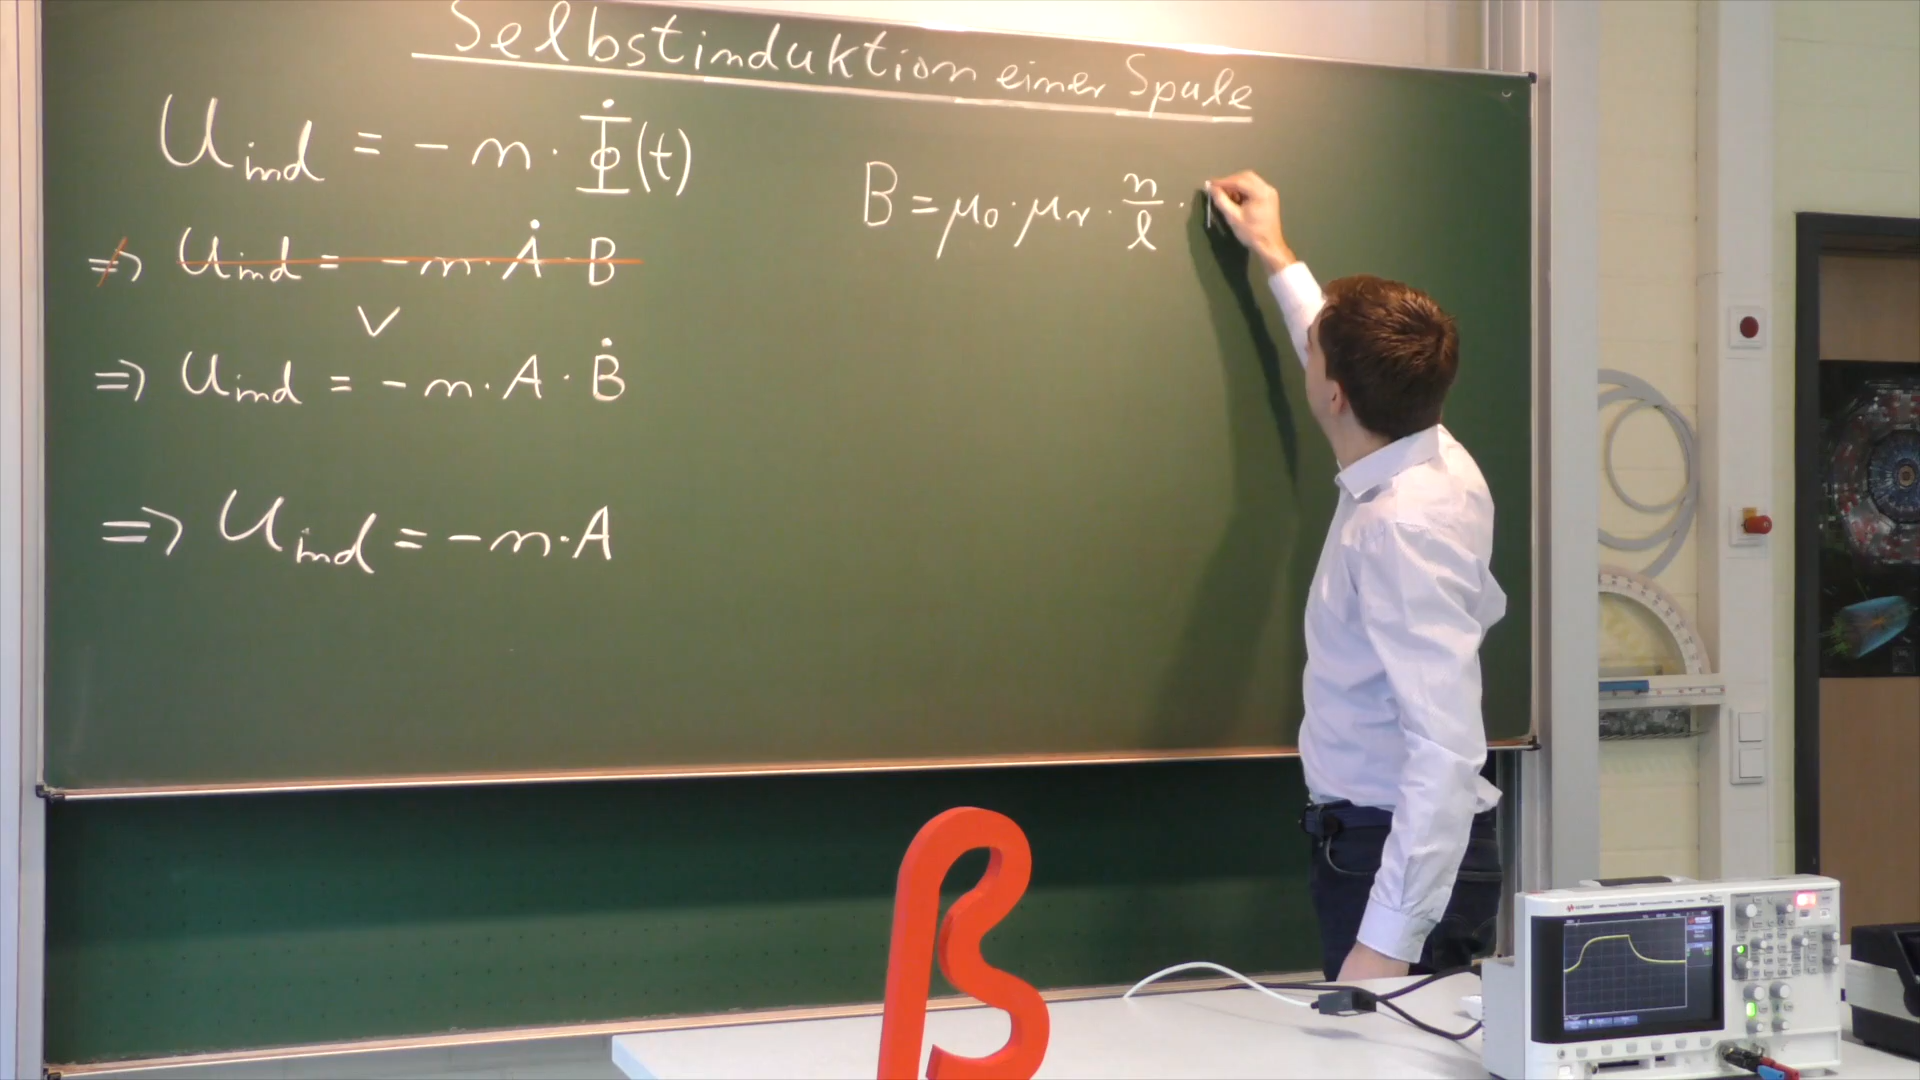 Selbstinduktion einer Spule
U_ind = - n · Φ̇(t)
⇒ U_ind = - n · Ȧ · B
∨
⇒ U_ind = - n · A · Ḃ
⇒ U_ind = - n · A
B = μ₀ · μᵣ · n/l ·
β